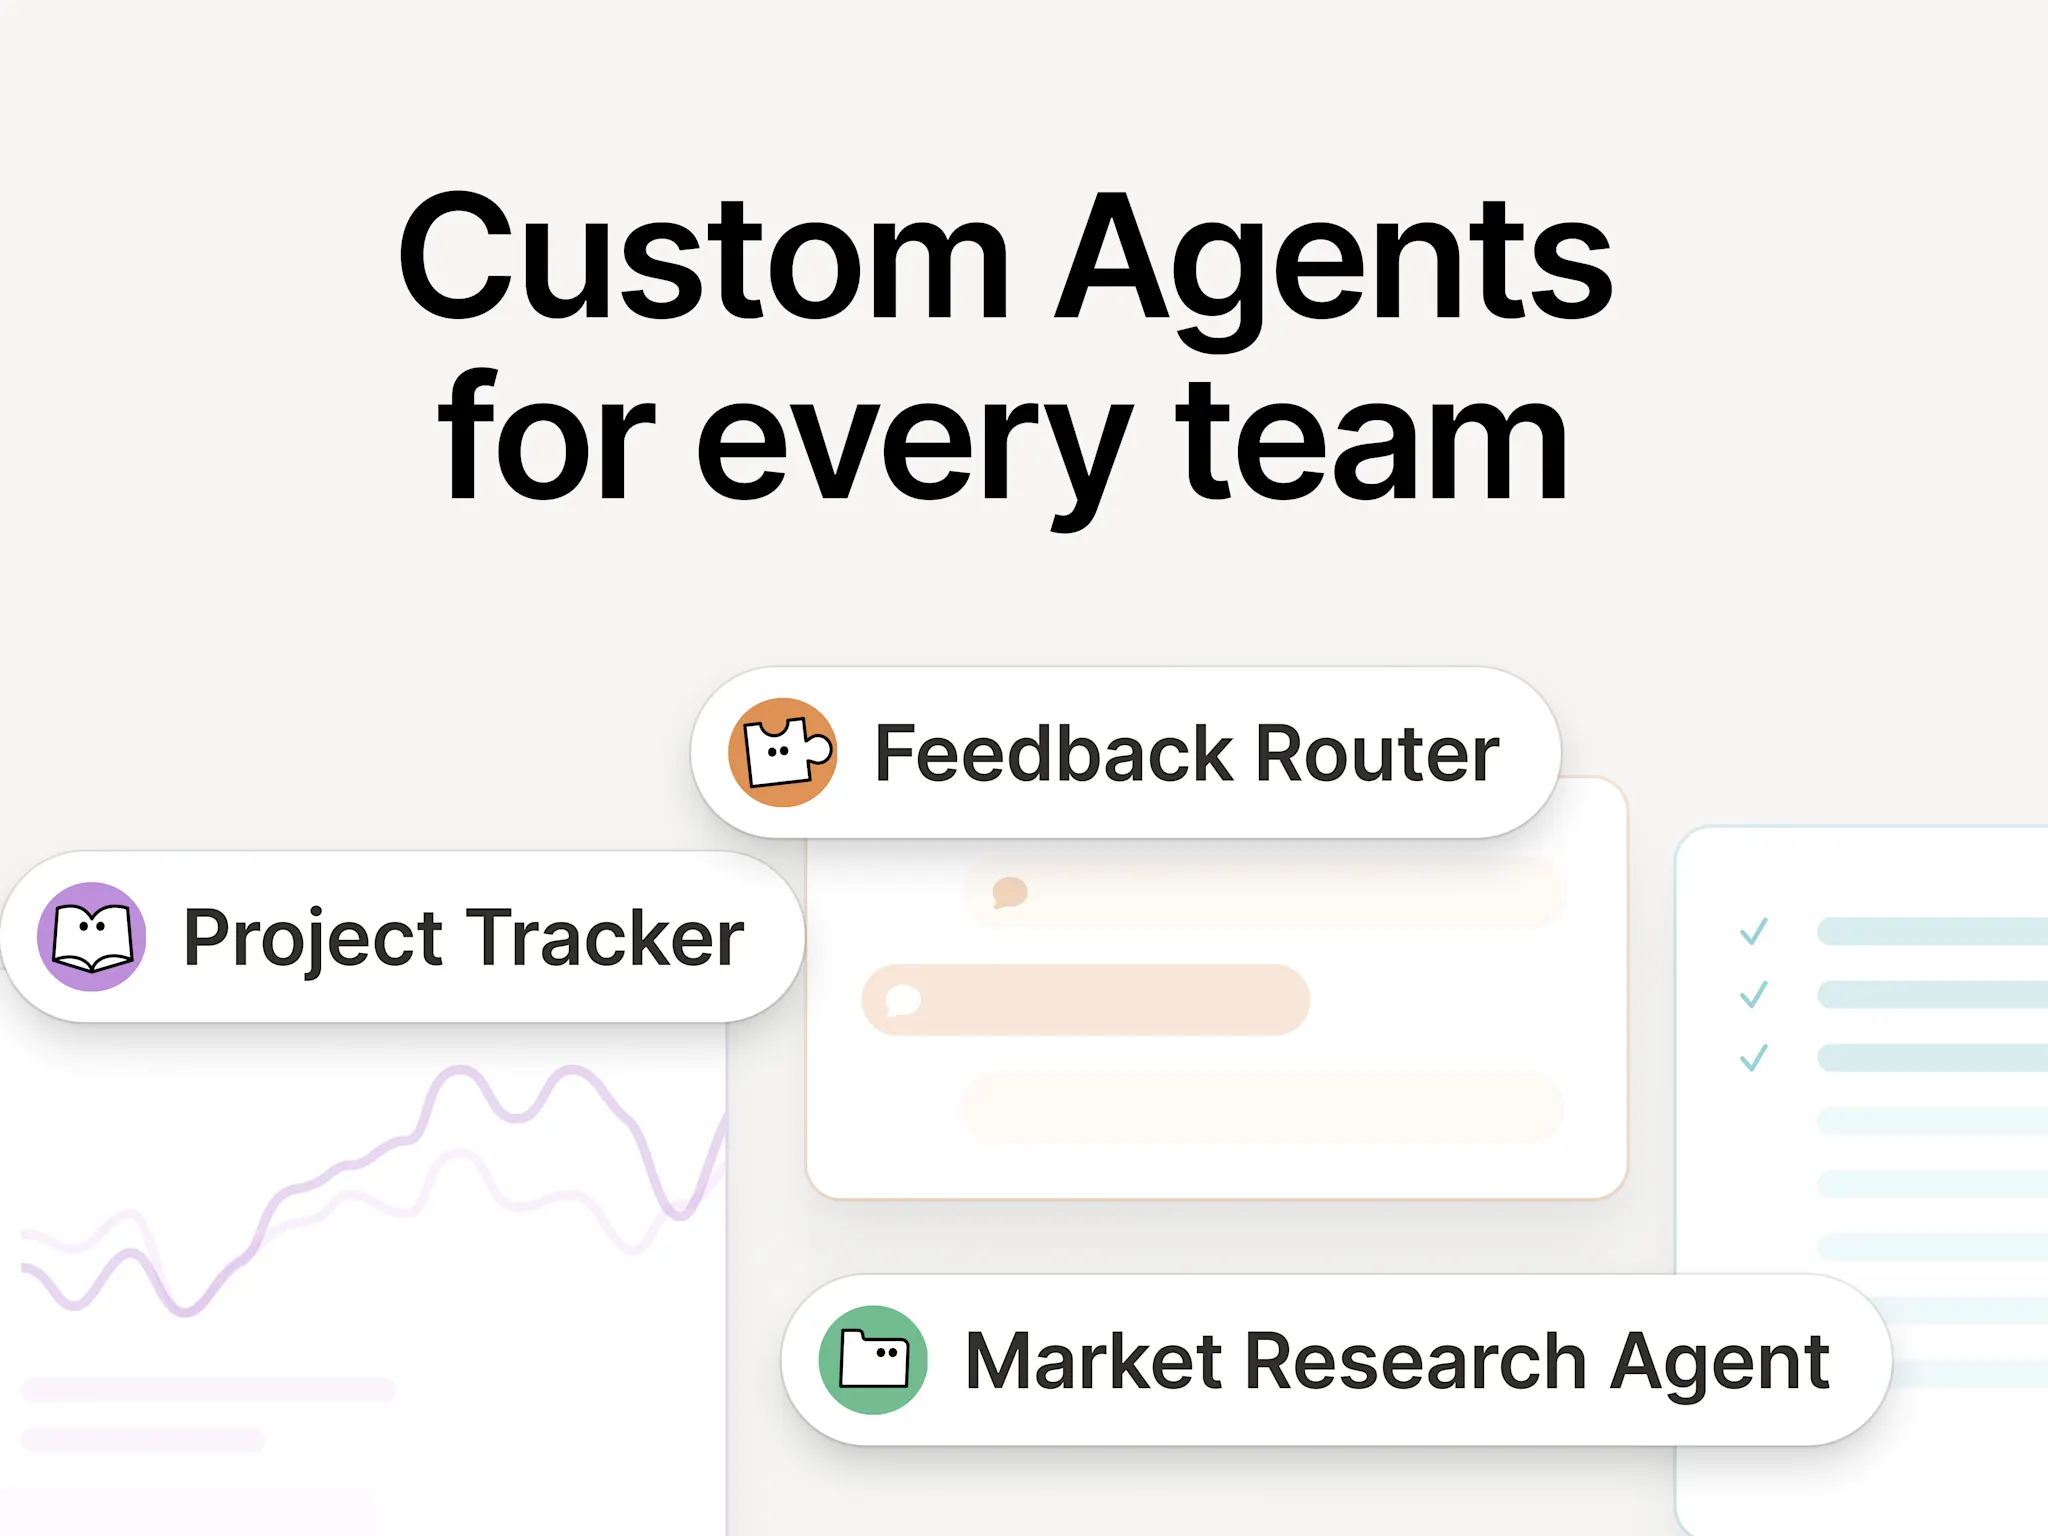 Custom Agents
for every team
Feedback Router
Project Tracker
Market Research Agent